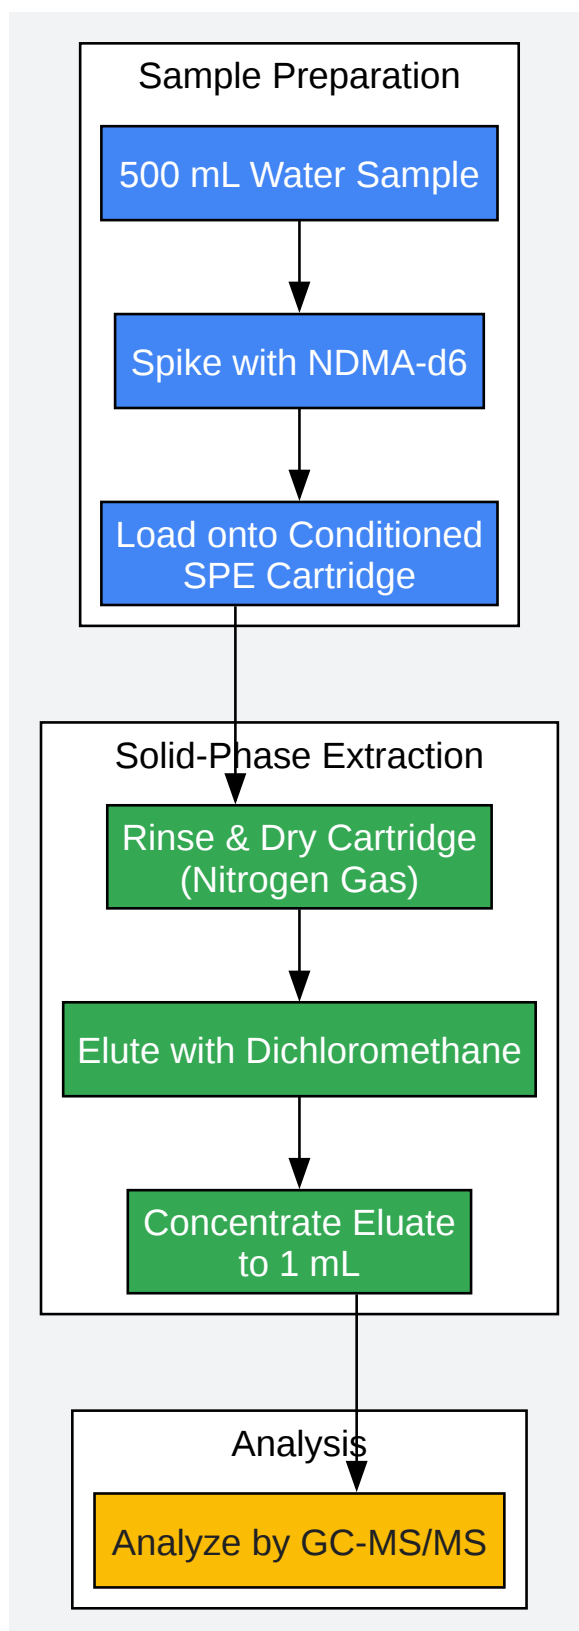 Sample Preparation
500 mL Water Sample
Spike with NDMA-d6
Load onto Conditioned
SPE Cartridge
Solid-Phase Extraction
Rinse & Dry Cartridge
(Nitrogen Gas)
Elute with Dichloromethane
Concentrate Eluate
to 1 mL
Analysis
Analyze by GC-MS/MS